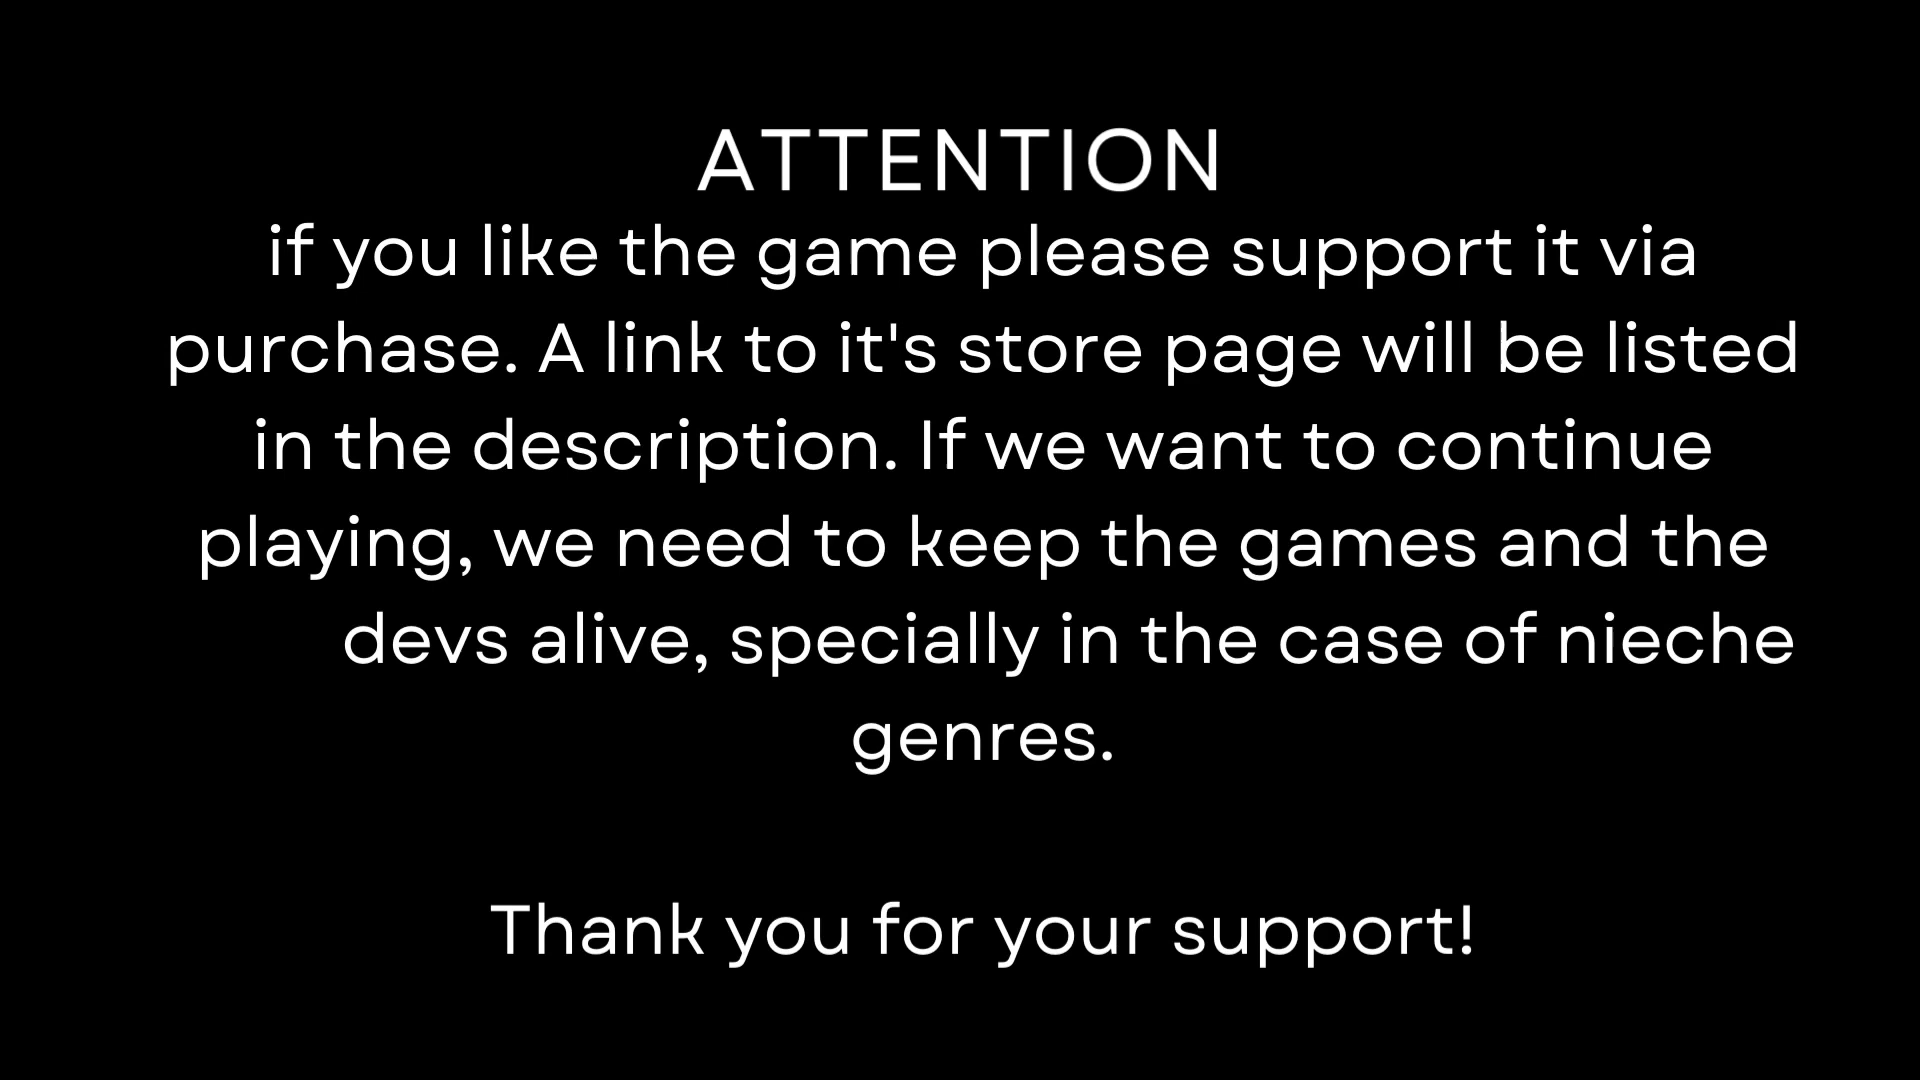 ATTENTION
if you like the game please support it via
purchase. A link to it's store page will be listed
in the description. If we want to continue
playing, we need to keep the games and the
devs alive, specially in the case of nieche
genres.
Thank you for your support!